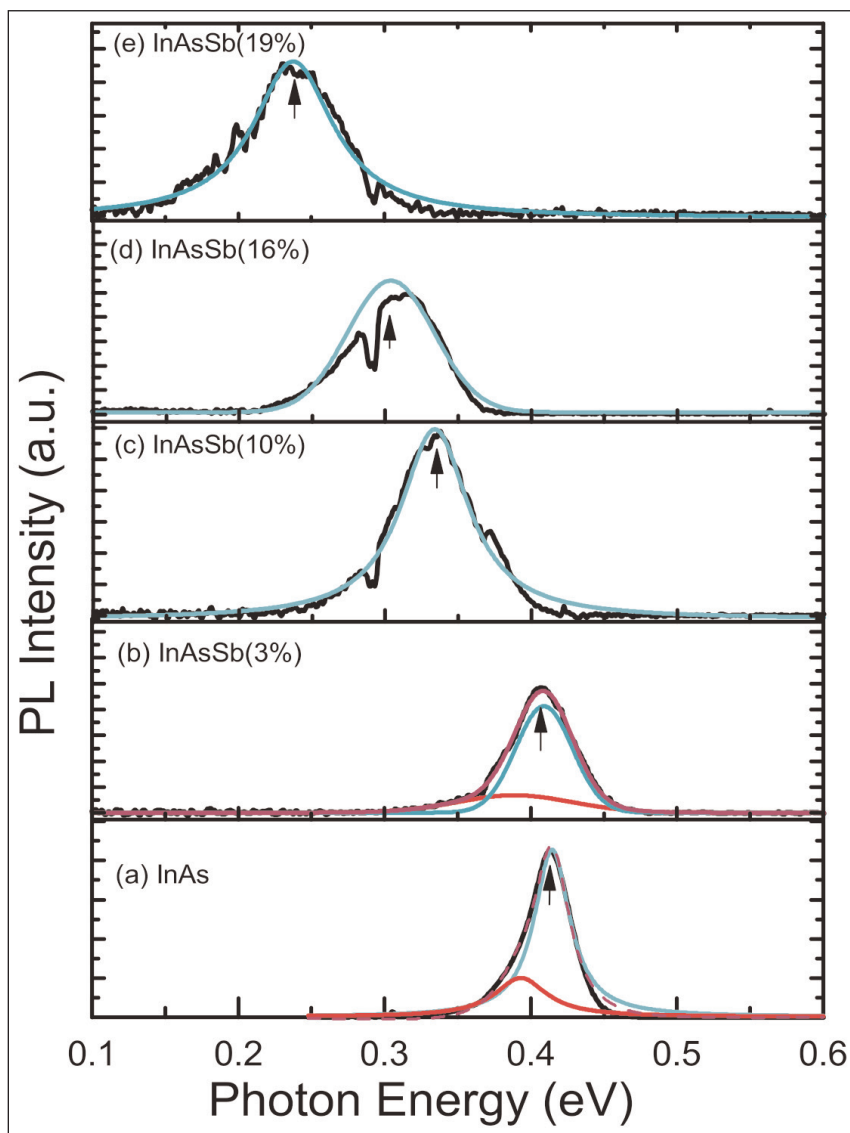 (e) InAsSb(19%)
(d) InAsSb(16%)
(c) InAsSb(10%)
(b) InAsSb(3%)
(a) InAs
PL Intensity (a.u.)
0.1 0.2 0.3 0.4 0.5 0.6
Photon Energy (eV)